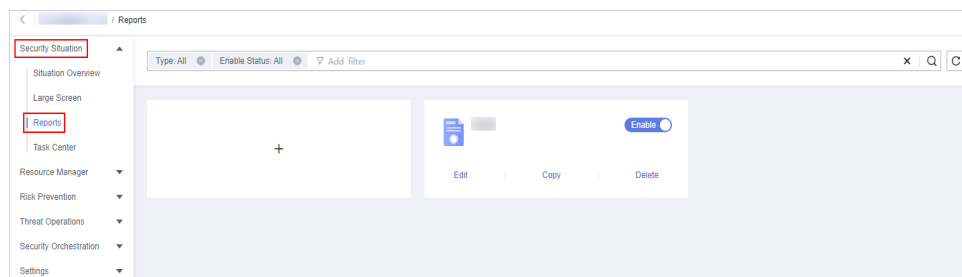 / Reports
Security Situation
Situation Overview
Large Screen
Reports
Task Center
Resource Manager
Risk Prevention
Threat Operations
Security Orchestration
Settings
Type: All Enable Status: All Add filter
+
Enable
Edit Copy Delete